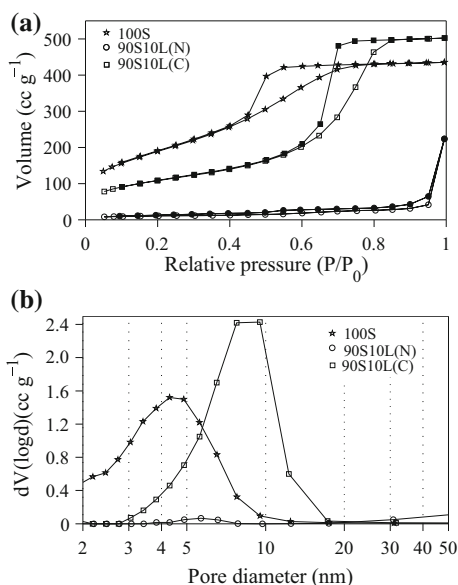 (a)
500
400
300
200
100
0
Volume (cc g⁻¹)
100S
90S10L(N)
90S10L(C)
0 0.2 0.4 0.6 0.8 1
Relative pressure (P/P₀)
(b)
2.4
2.0
1.6
1.2
0.8
0.4
0
dV(logd)(cc g⁻¹)
100S
90S10L(N)
90S10L(C)
2 3 4 5 10 20 30 40 50
Pore diameter (nm)